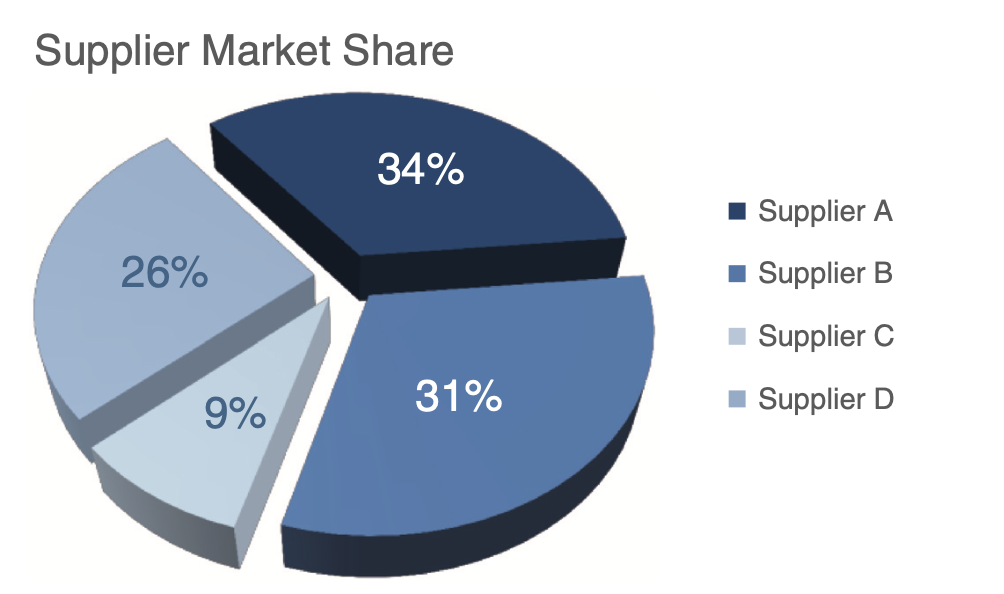 Supplier Market Share
34%
26%
9%
31%
Supplier A
Supplier B
Supplier C
Supplier D